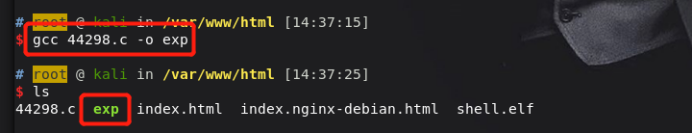 # root @ kali in /var/www/html [14:37:15]
$ gcc 44298.c -o exp
# root @ kali in /var/www/html [14:37:25]
$ ls
44298.c exp index.html index.nginx-debian.html shell.elf